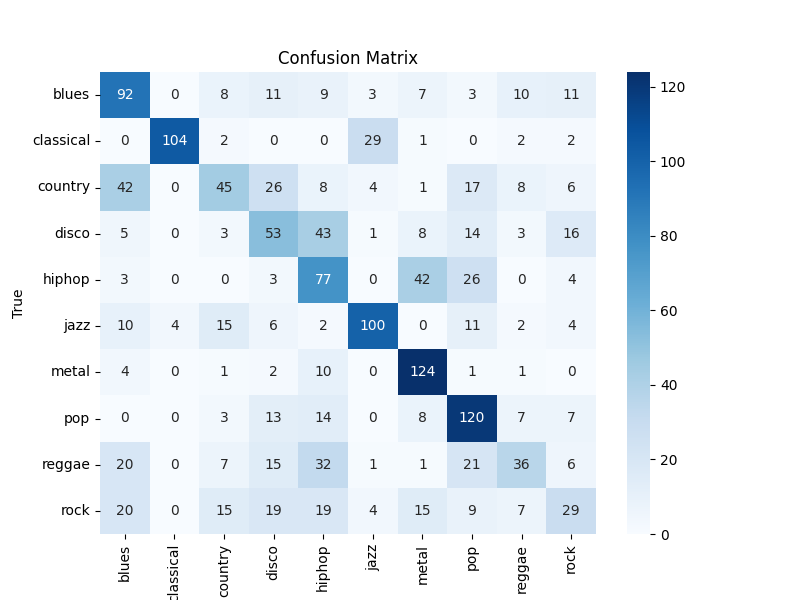 Confusion Matrix
True
blues 92 0 8 11 9 3 7 3 10 11
classical 0 104 2 0 0 29 1 0 2 2
country 42 0 45 26 8 4 1 17 8 6
disco 5 0 3 53 43 1 8 14 3 16
hiphop 3 0 0 3 77 0 42 26 0 4
jazz 10 4 15 6 2 100 0 11 2 4
metal 4 0 1 2 10 0 124 1 1 0
pop 0 0 3 13 14 0 8 120 7 7
reggae 20 0 7 15 32 1 1 21 36 6
rock 20 0 15 19 19 4 15 9 7 29
blues classical country disco hiphop jazz metal pop reggae rock
120
100
80
60
40
20
0